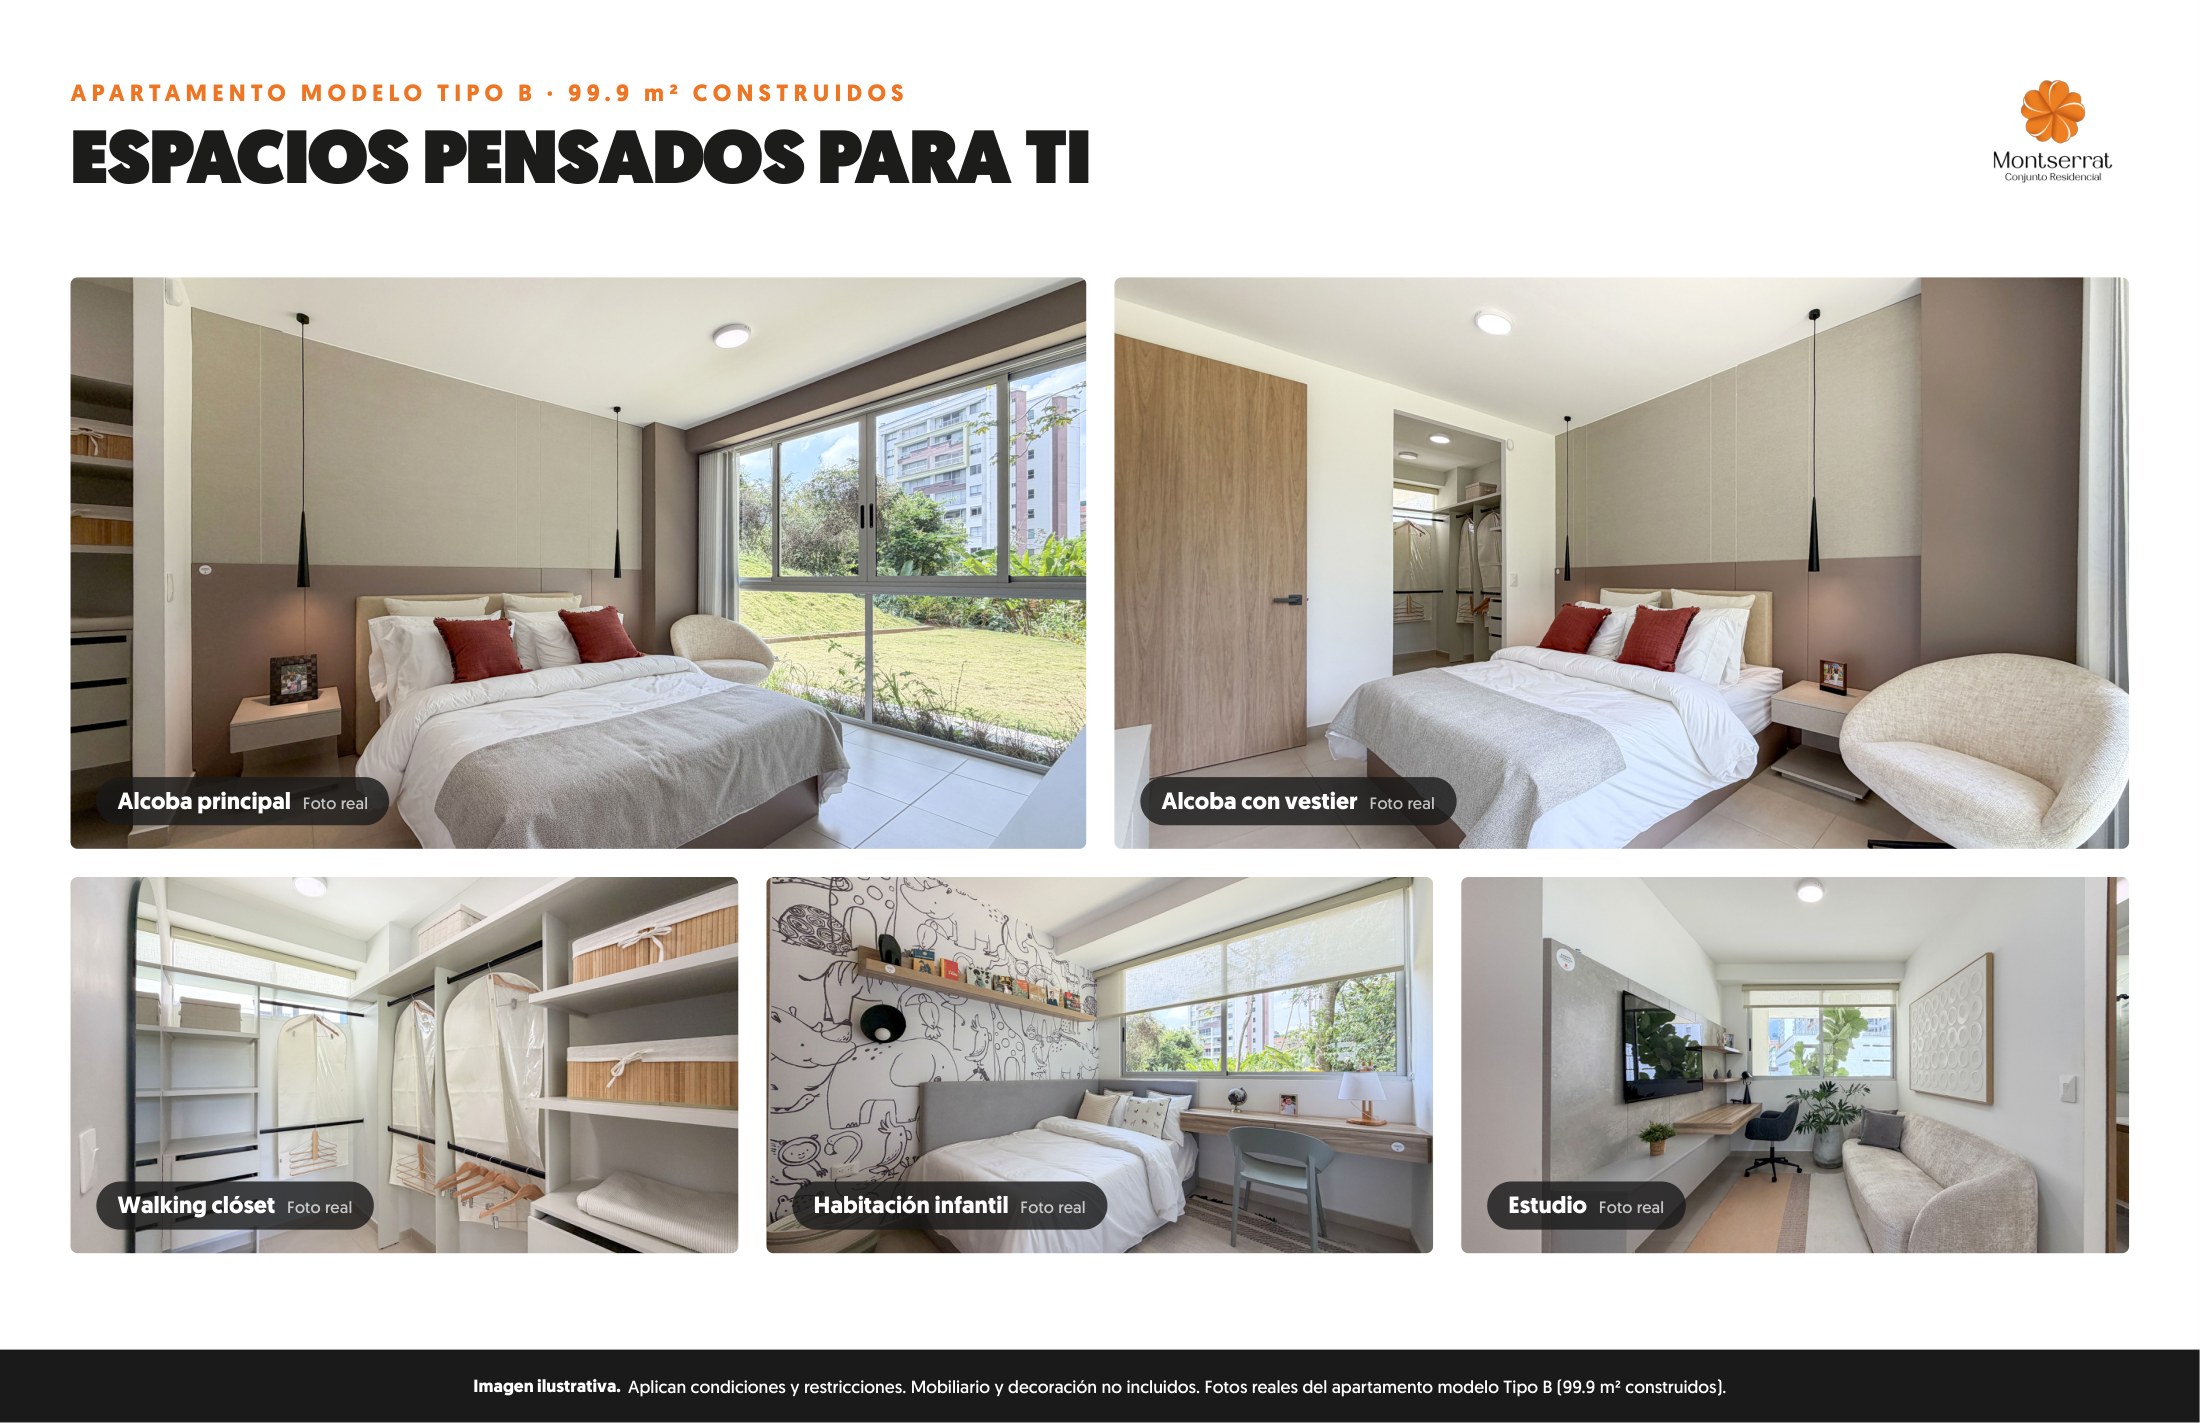 APARTAMENTO MODELO TIPO B · 99.9 m² CONSTRUIDOS
ESPACIOS PENSADOS PARA TI
Montserrat
Conjunto Residencial
Alcoba principal Foto real
Alcoba con vestier Foto real
Walking clóset Foto real
Habitación infantil Foto real
Estudio Foto real
Imagen ilustrativa. Aplican condiciones y restricciones. Mobiliario y decoración no incluidos. Fotos reales del apartamento modelo Tipo B (99.9 m² construidos).